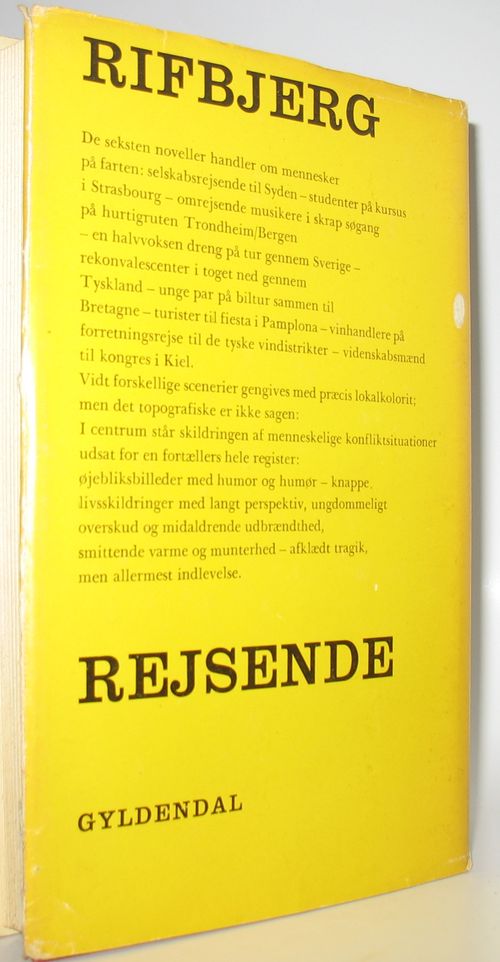 RIFBJERG
De seksten noveller handler om mennesker
på farten: selskabsrejsende til Syden – studenter på kursus
i Strasbourg – omrejsende musikere i skrap søgang
på hurtigruten Trondheim/Bergen
– en halvvoksen dreng på tur gennem Sverige –
rekonvalescenter i toget ned gennem
Tyskland – unge par på biltur sammen til
Bretagne – turister til fiesta i Pamplona – vinhandlere på
forretningsrejse til de tyske vindistrikter – videnskabsmænd
til kongres i Kiel.
Vidt forskellige scenerier gengives med præcis lokalkolorit;
men det topografiske er ikke sagen:
I centrum står skildringen af menneskelige konfliktsituationer
udsat for en fortællers hele register:
øjebliksbilleder med humor og humør – knappe,
livsskildringer med langt perspektiv, ungdommeligt
overskud og midaldrende udbrændthed,
smittende varme og munterhed – afklædt tragik,
men allermest indlevelse.
REJSENDE
GYLDENDAL